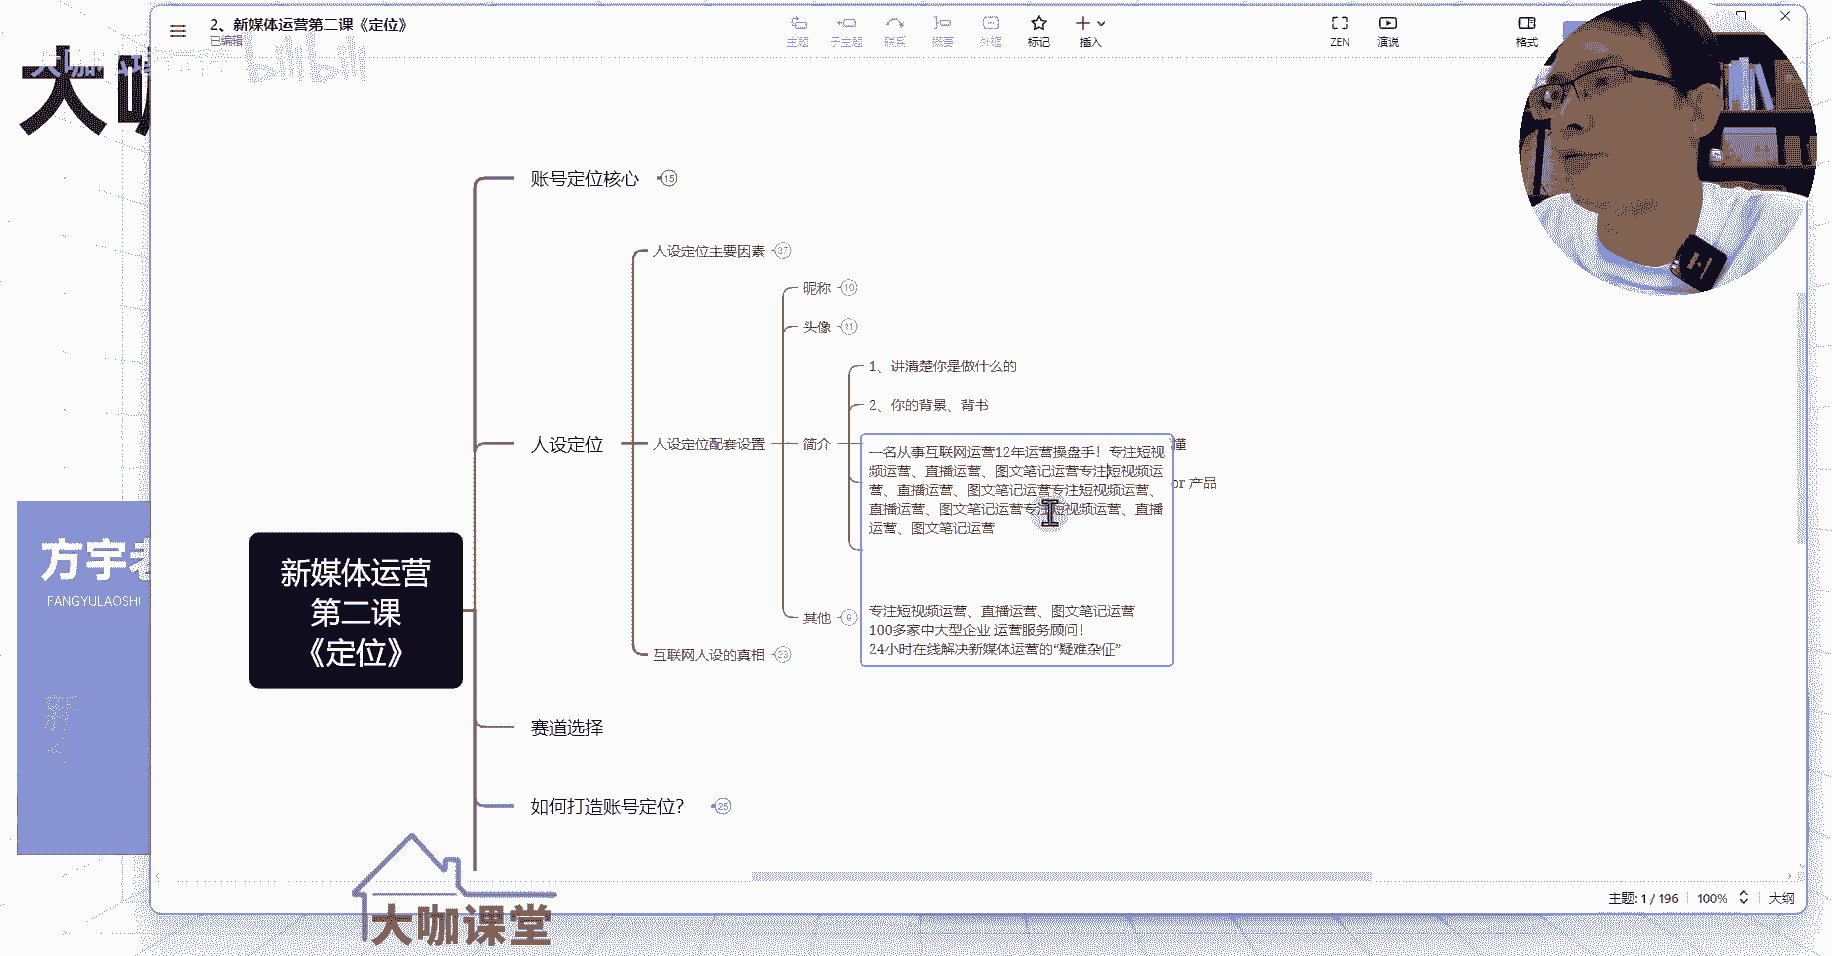 2、新媒体运营第二课《定位》
已编辑
主题
子主题
联系
概要
外框
标记
插入
ZEN
演说
格式
大咖
bilibili
账号定位核心
15
人设定位主要因素
37
昵称
19
头像
1、讲清楚你是做什么的
2、你的背景、背书
人设定位
人设定位配套设置
简介
懂
一名从事互联网运营12年运营操盘手！专注短视
频运营、直播运营、图文笔记运营专注短视频运
营、直播运营、图文笔记运营专注短视频运营、
直播运营、图文笔记运营专注短视频运营、直播
运营、图文笔记运营
or 产品
专注短视频运营、直播运营、图文笔记运营
100多家中大型企业 运营服务顾问！
24小时在线解决新媒体运营的“疑难杂征”
其他
6
互联网人设的真相
23
新媒体运营
第二课
《定位》
方宇老
FANGYULAOSHI
赛道选择
如何打造账号定位？
25
大咖课堂
主题: 1 / 196
100%
大纲